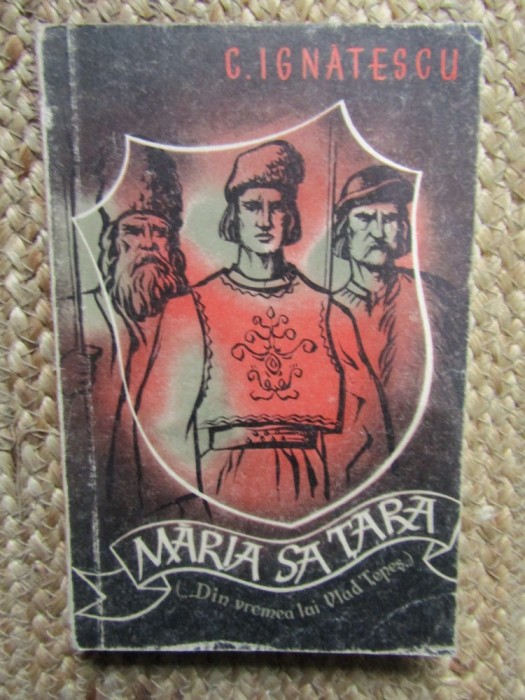 C. IGNĂTESCU
MĂRIA SA ȚARA
(...Din vremea lui Vlad Țepeș...)